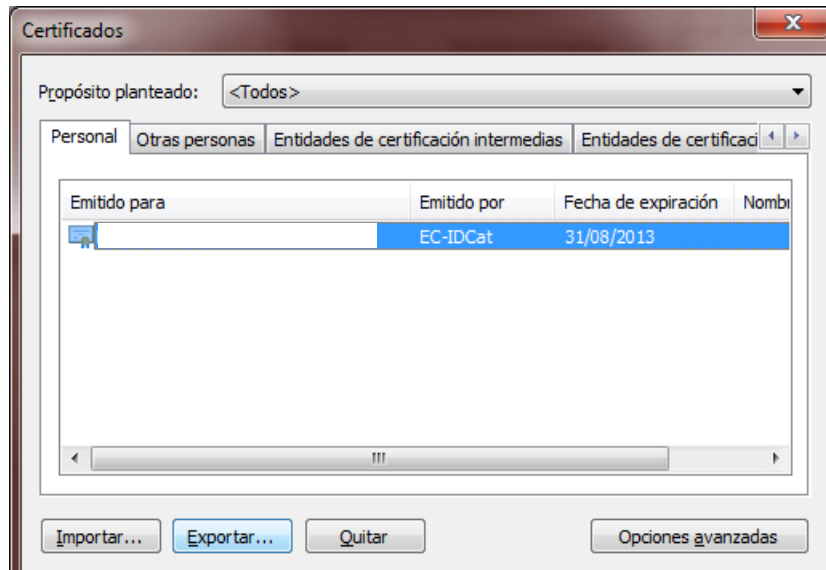 Certificados
Propósito planteado: <Todos>
Personal Otras personas Entidades de certificación intermedias Entidades de certificaci
Emitido para Emitido por Fecha de expiración Nombr
EC-IDCat 31/08/2013
Importar... Exportar... Quitar Opciones avanzadas